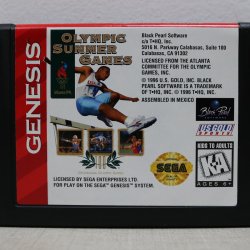 GENESIS
OLYMPIC
SUMMER
GAMES
Black Pearl Software
c/o T•HQ, Inc.
5016 N. Parkway Calabasas, Suite 100
Calabasas, CA 91302
LICENSED FROM THE ATLANTA
COMMITTEE FOR THE OLYMPIC
GAMES, INC.
© 1996 U.S. GOLD, INC. BLACK
PEARL SOFTWARE IS A TRADEMARK
OF T•HQ, INC. © 1996 T•HQ, INC.
ASSEMBLED IN MEXICO
Black Pearl
US GOLD
SPORTS
KIDS TO ADULTS
K-A
AGES 6+
SEGA
LICENSED BY SEGA ENTERPRISES LTD.
FOR PLAY ON THE SEGA™ GENESIS™ SYSTEM.